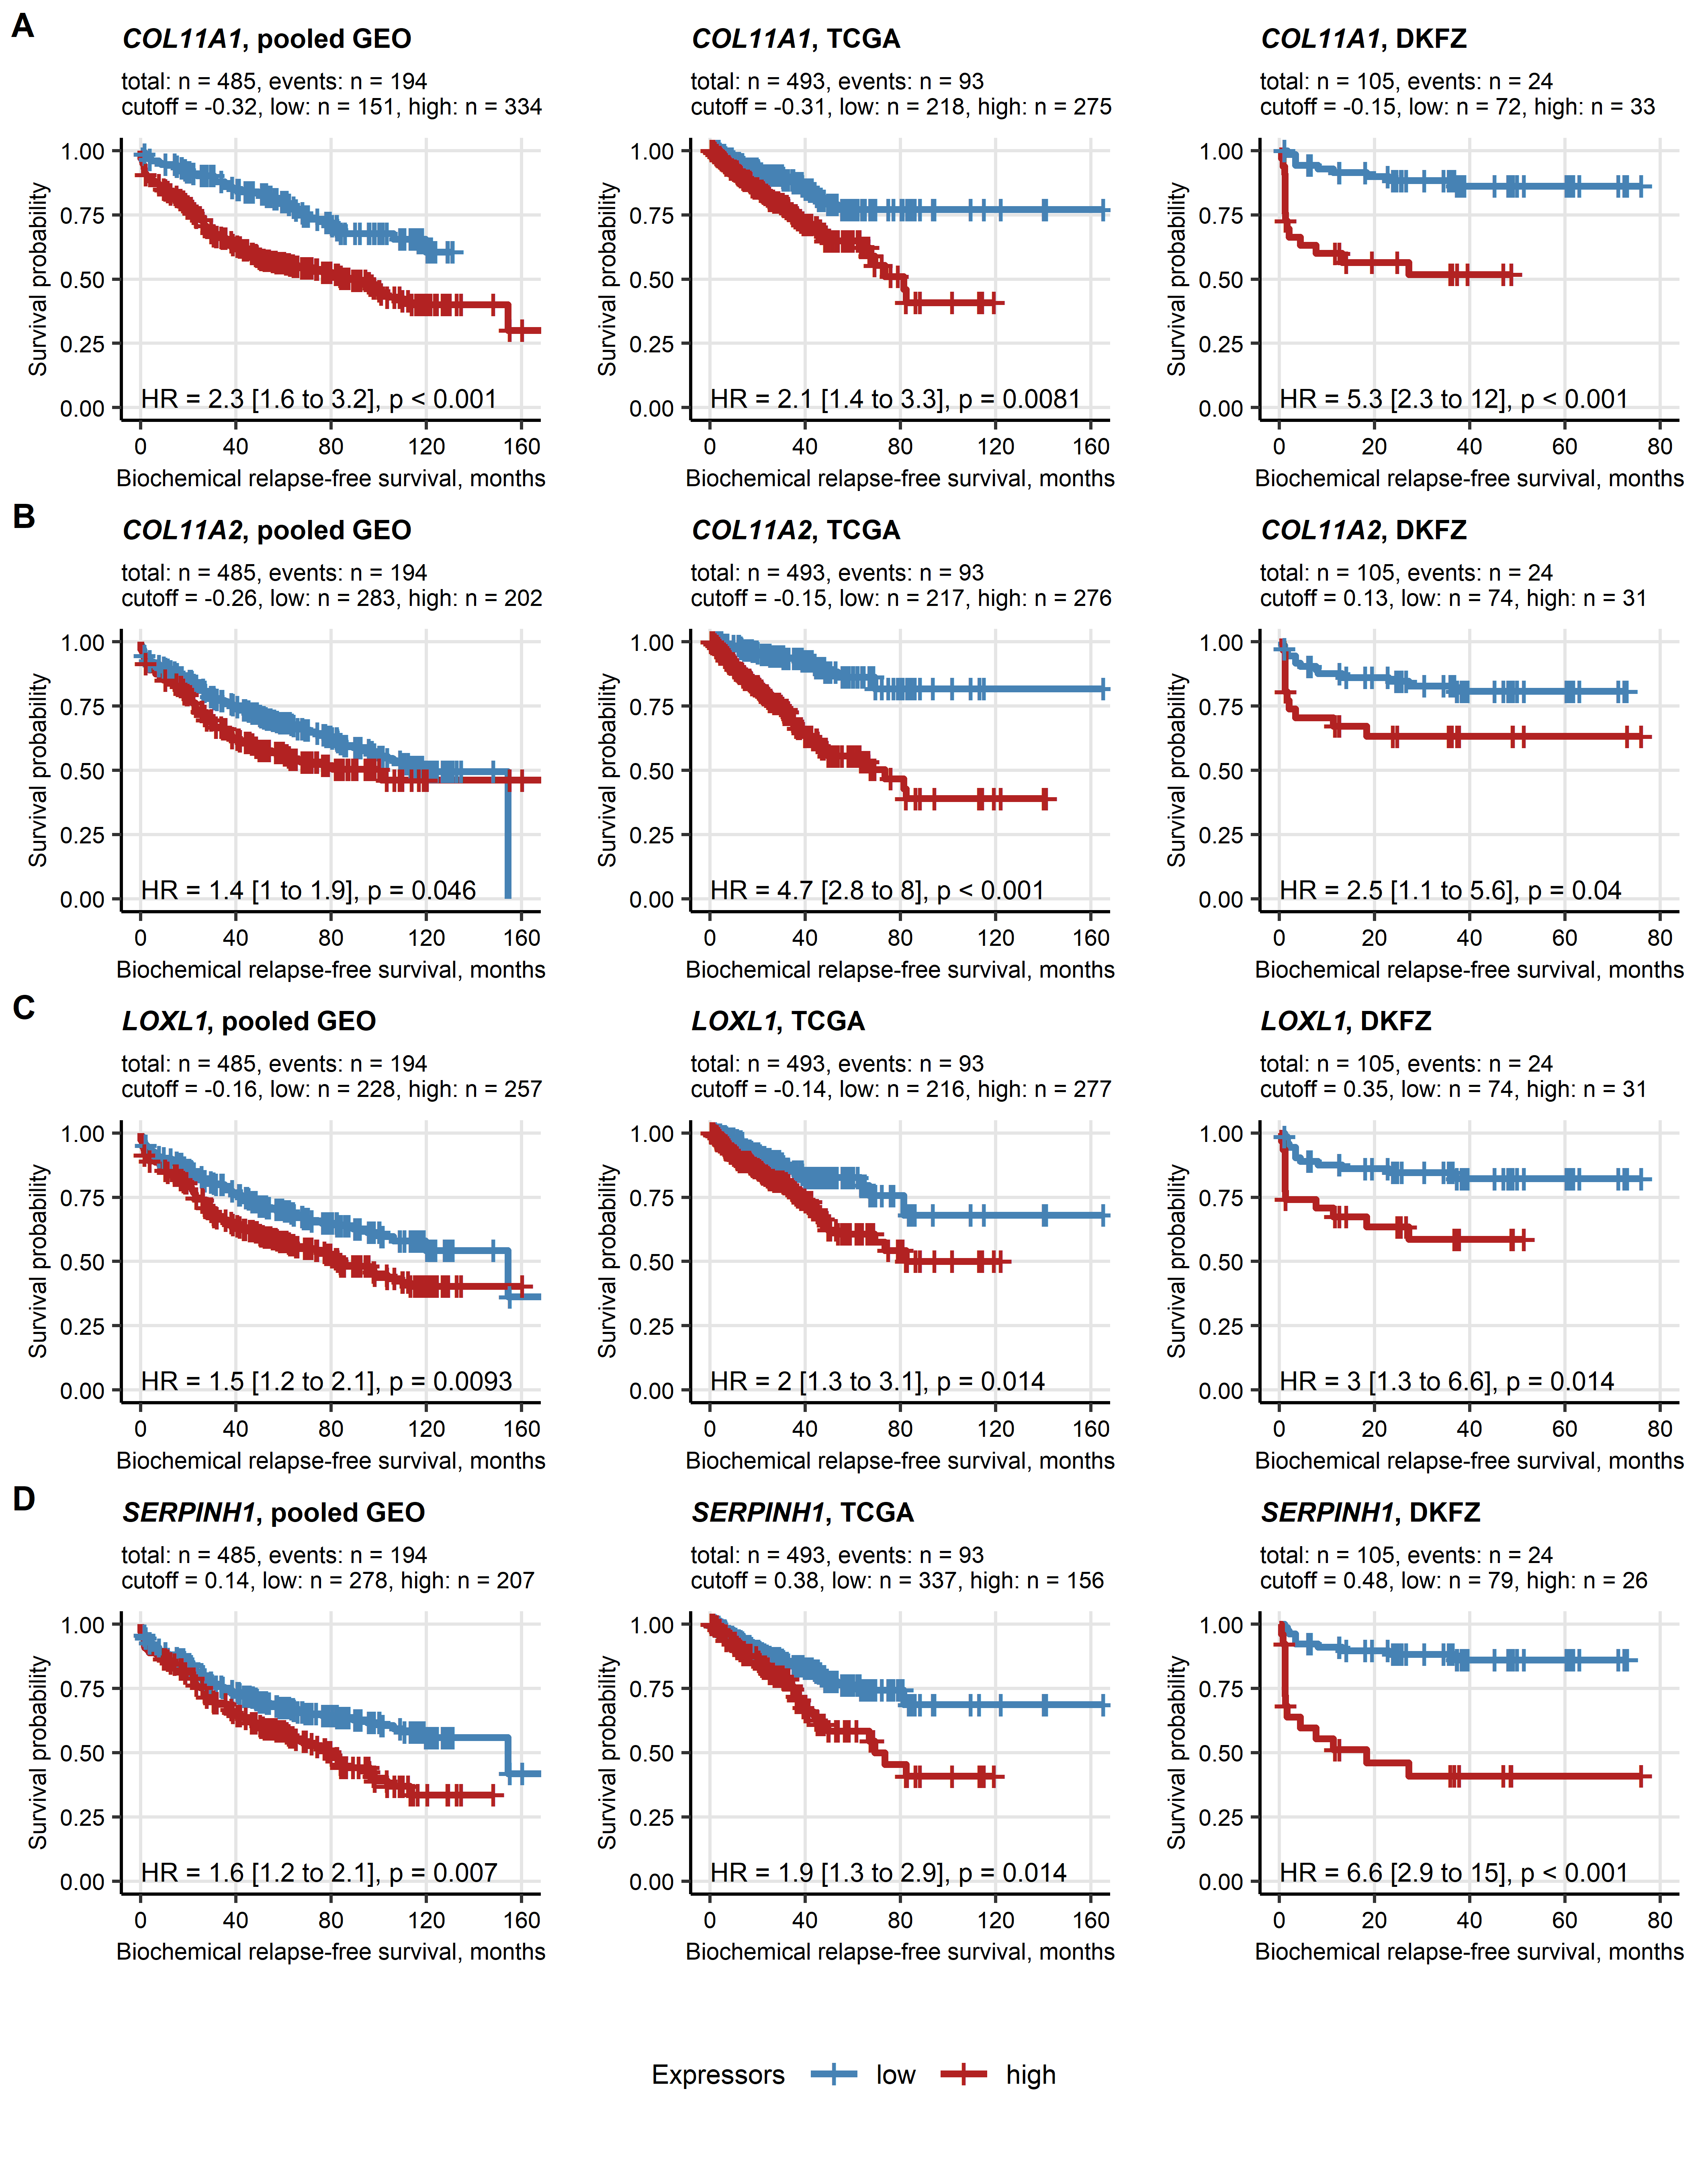 A
COL11A1, pooled GEO
total: n = 485, events: n = 194
cutoff = -0.32, low: n = 151, high: n = 334
Survival probability
1.00
0.75
0.50
0.25
0.00
HR = 2.3 [1.6 to 3.2], p < 0.001
0 40 80 120 160
Biochemical relapse-free survival, months
COL11A1, TCGA
total: n = 493, events: n = 93
cutoff = -0.31, low: n = 218, high: n = 275
Survival probability
1.00
0.75
0.50
0.25
0.00
HR = 2.1 [1.4 to 3.3], p = 0.0081
0 40 80 120 160
Biochemical relapse-free survival, months
COL11A1, DKFZ
total: n = 105, events: n = 24
cutoff = -0.15, low: n = 72, high: n = 33
Survival probability
1.00
0.75
0.50
0.25
0.00
HR = 5.3 [2.3 to 12], p < 0.001
0 20 40 60 80
Biochemical relapse-free survival, months
B
COL11A2, pooled GEO
total: n = 485, events: n = 194
cutoff = -0.26, low: n = 283, high: n = 202
Survival probability
1.00
0.75
0.50
0.25
0.00
HR = 1.4 [1 to 1.9], p = 0.046
0 40 80 120 160
Biochemical relapse-free survival, months
COL11A2, TCGA
total: n = 493, events: n = 93
cutoff = -0.15, low: n = 217, high: n = 276
Survival probability
1.00
0.75
0.50
0.25
0.00
HR = 4.7 [2.8 to 8], p < 0.001
0 40 80 120 160
Biochemical relapse-free survival, months
COL11A2, DKFZ
total: n = 105, events: n = 24
cutoff = 0.13, low: n = 74, high: n = 31
Survival probability
1.00
0.75
0.50
0.25
0.00
HR = 2.5 [1.1 to 5.6], p = 0.04
0 20 40 60 80
Biochemical relapse-free survival, months
C
LOXL1, pooled GEO
total: n = 485, events: n = 194
cutoff = -0.16, low: n = 228, high: n = 257
Survival probability
1.00
0.75
0.50
0.25
0.00
HR = 1.5 [1.2 to 2.1], p = 0.0093
0 40 80 120 160
Biochemical relapse-free survival, months
LOXL1, TCGA
total: n = 493, events: n = 93
cutoff = -0.14, low: n = 216, high: n = 277
Survival probability
1.00
0.75
0.50
0.25
0.00
HR = 2 [1.3 to 3.1], p = 0.014
0 40 80 120 160
Biochemical relapse-free survival, months
LOXL1, DKFZ
total: n = 105, events: n = 24
cutoff = 0.35, low: n = 74, high: n = 31
Survival probability
1.00
0.75
0.50
0.25
0.00
HR = 3 [1.3 to 6.6], p = 0.014
0 20 40 60 80
Biochemical relapse-free survival, months
D
SERPINH1, pooled GEO
total: n = 485, events: n = 194
cutoff = 0.14, low: n = 278, high: n = 207
Survival probability
1.00
0.75
0.50
0.25
0.00
HR = 1.6 [1.2 to 2.1], p = 0.007
0 40 80 120 160
Biochemical relapse-free survival, months
SERPINH1, TCGA
total: n = 493, events: n = 93
cutoff = 0.38, low: n = 337, high: n = 156
Survival probability
1.00
0.75
0.50
0.25
0.00
HR = 1.9 [1.3 to 2.9], p = 0.014
0 40 80 120 160
Biochemical relapse-free survival, months
SERPINH1, DKFZ
total: n = 105, events: n = 24
cutoff = 0.48, low: n = 79, high: n = 26
Survival probability
1.00
0.75
0.50
0.25
0.00
HR = 6.6 [2.9 to 15], p < 0.001
0 20 40 60 80
Biochemical relapse-free survival, months
Expressors low high